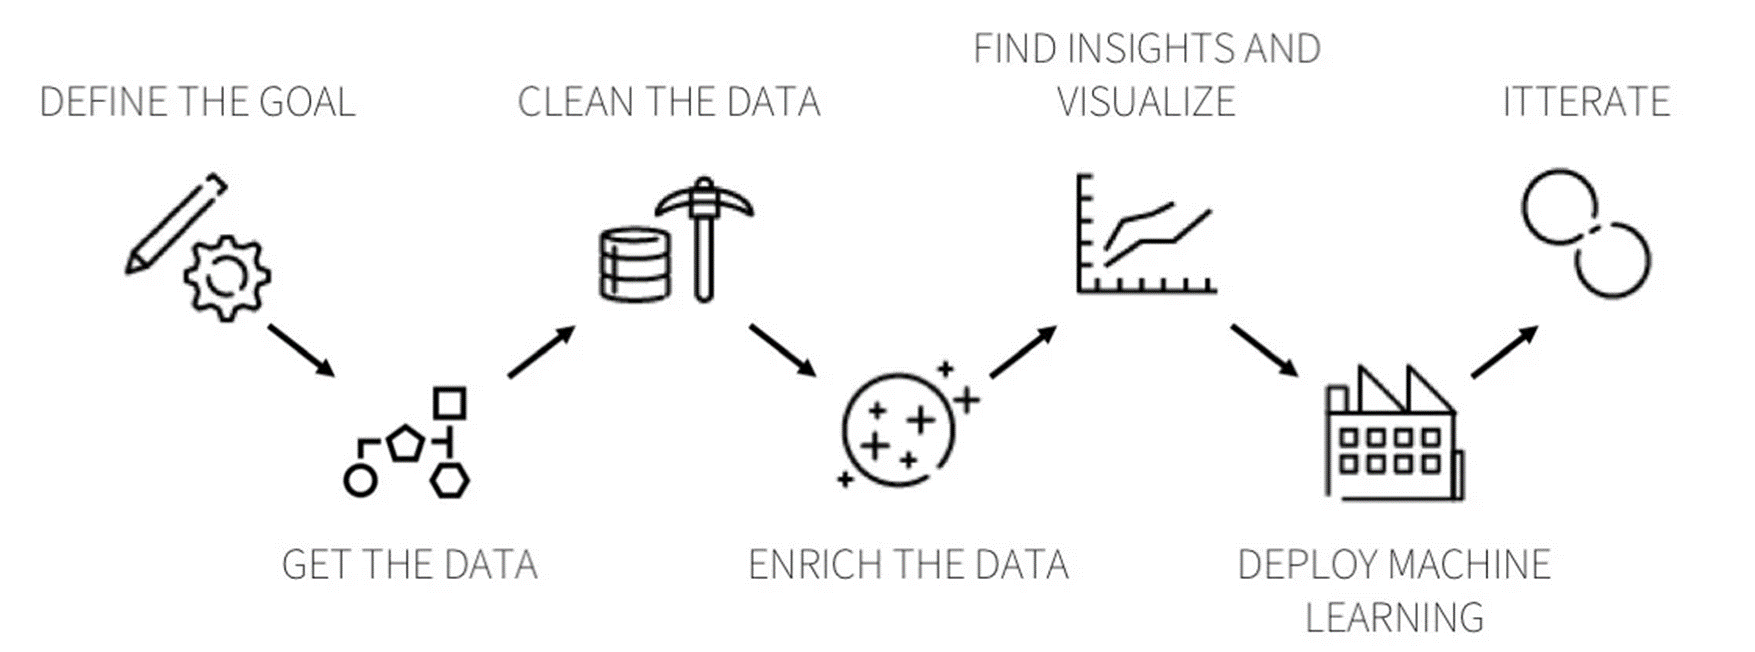 DEFINE THE GOAL
GET THE DATA
CLEAN THE DATA
ENRICH THE DATA
FIND INSIGHTS AND
VISUALIZE
DEPLOY MACHINE
LEARNING
ITTERATE